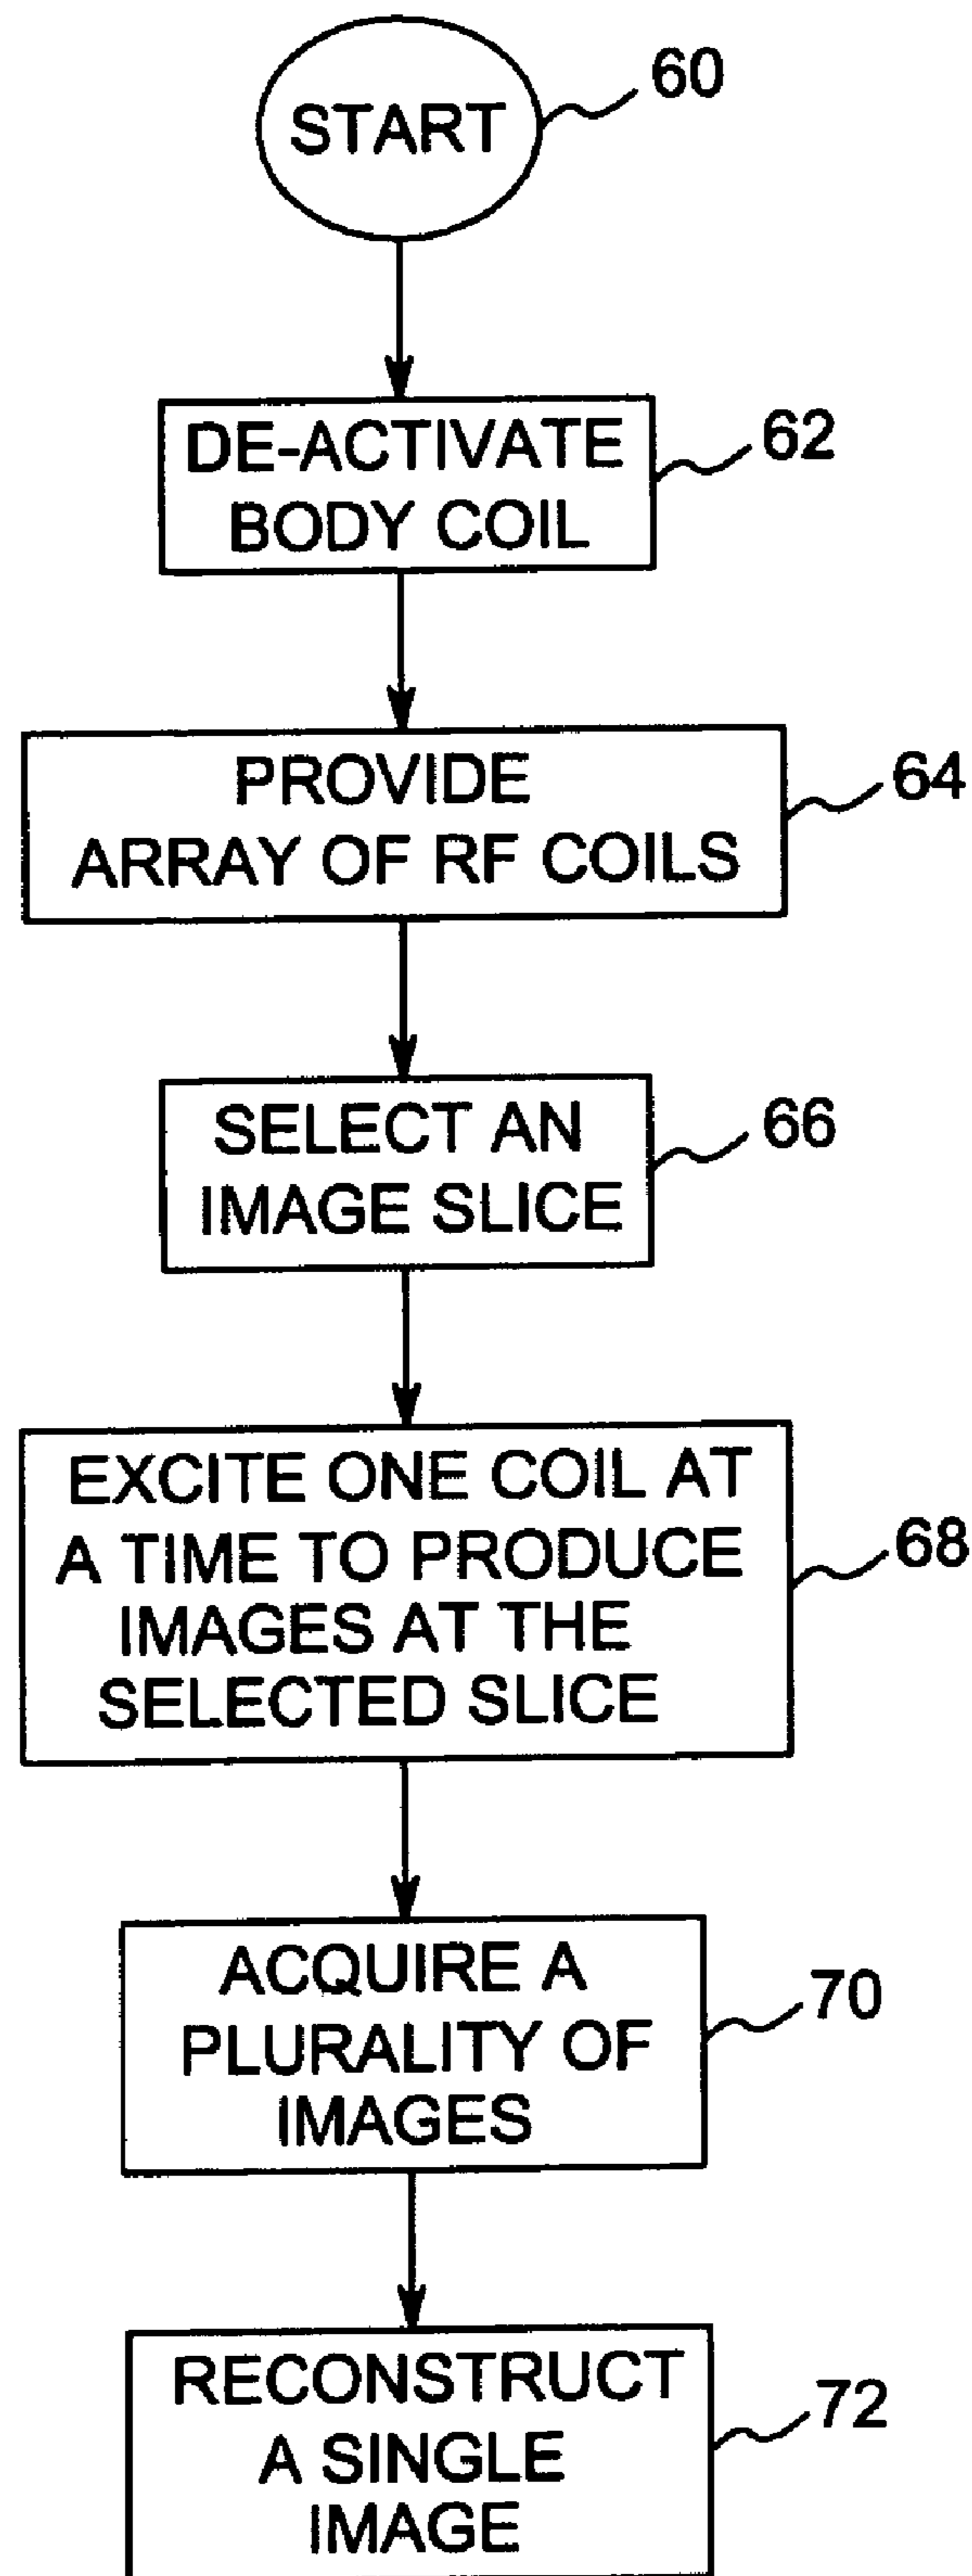 START
60
DE-ACTIVATE
BODY COIL
62
PROVIDE
ARRAY OF RF COILS
64
SELECT AN
IMAGE SLICE
66
EXCITE ONE COIL AT
A TIME TO PRODUCE
IMAGES AT THE
SELECTED SLICE
68
ACQUIRE A
PLURALITY OF
IMAGES
70
RECONSTRUCT
A SINGLE
IMAGE
72